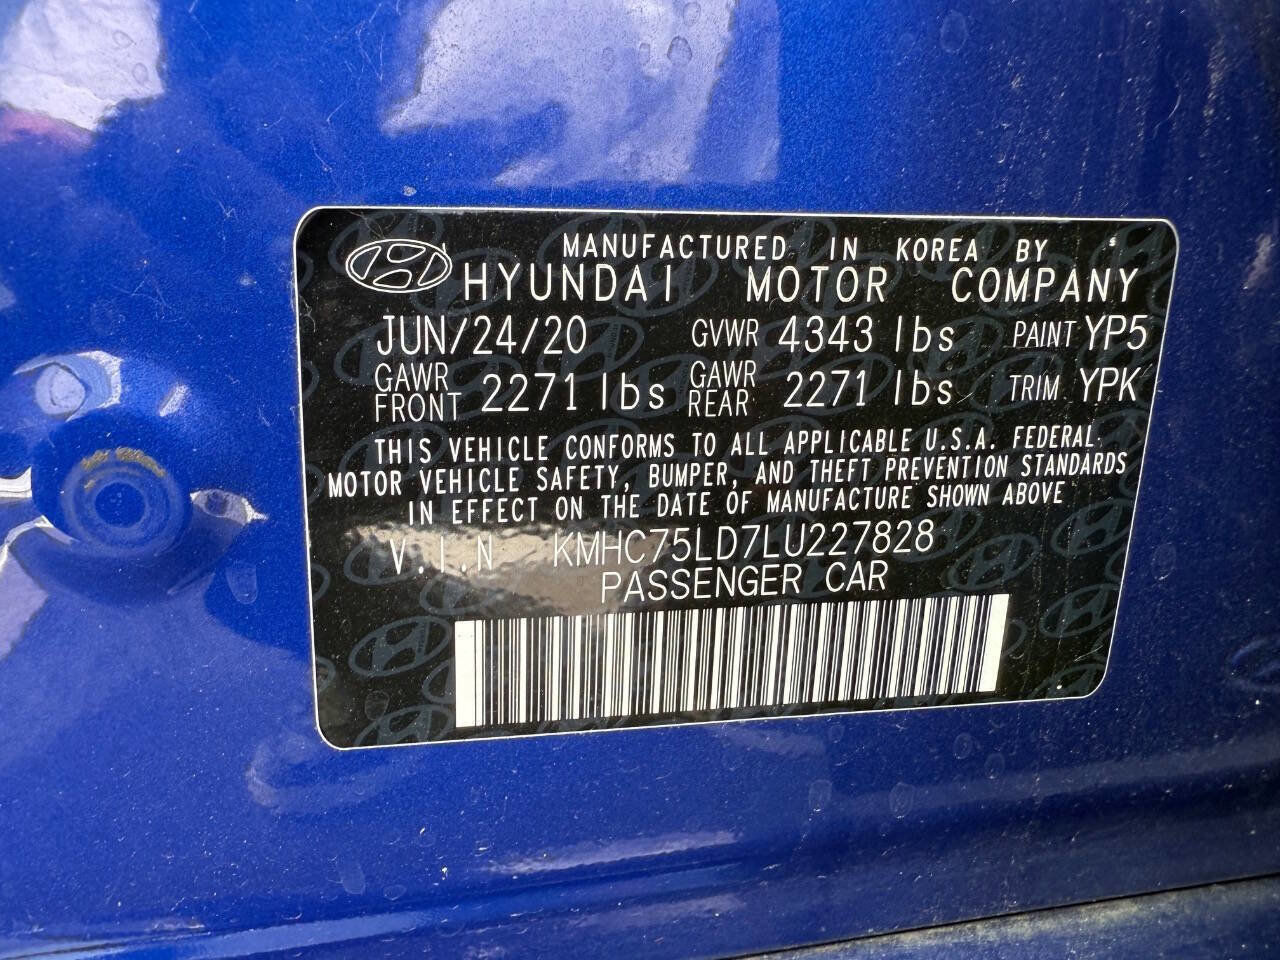 MANUFACTURED IN KOREA BY
HYUNDAI MOTOR COMPANY
JUN/24/20 GVWR 4343 lbs PAINT YP5
GAWR FRONT 2271 lbs GAWR REAR 2271 lbs TRIM YPK
THIS VEHICLE CONFORMS TO ALL APPLICABLE U.S.A. FEDERAL
MOTOR VEHICLE SAFETY, BUMPER, AND THEFT PREVENTION STANDARDS
IN EFFECT ON THE DATE OF MANUFACTURE SHOWN ABOVE
V.I.N KMHC75LD7LU227828
PASSENGER CAR